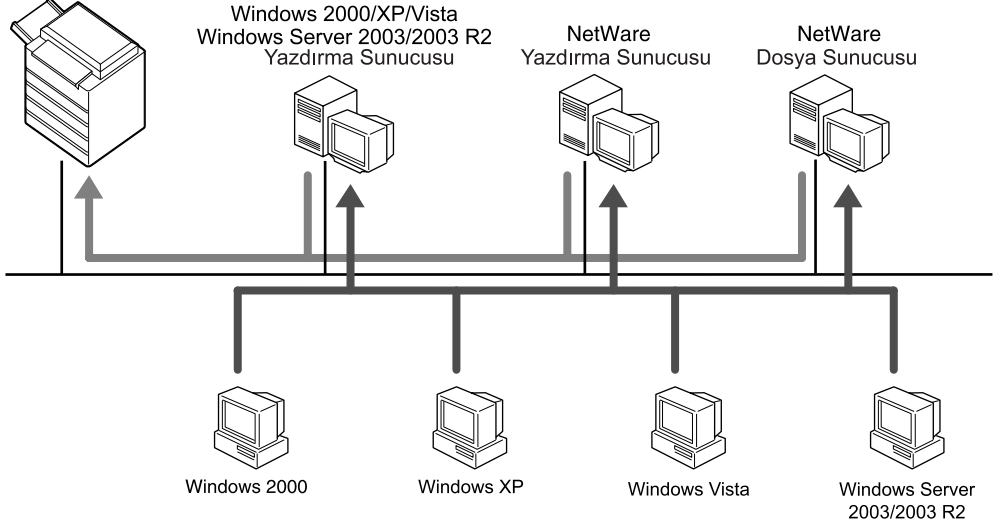 Windows 2000/XP/Vista
Windows Server 2003/2003 R2
Yazdırma Sunucusu
NetWare
Yazdırma Sunucusu
NetWare
Dosya Sunucusu
Windows 2000
Windows XP
Windows Vista
Windows Server
2003/2003 R2